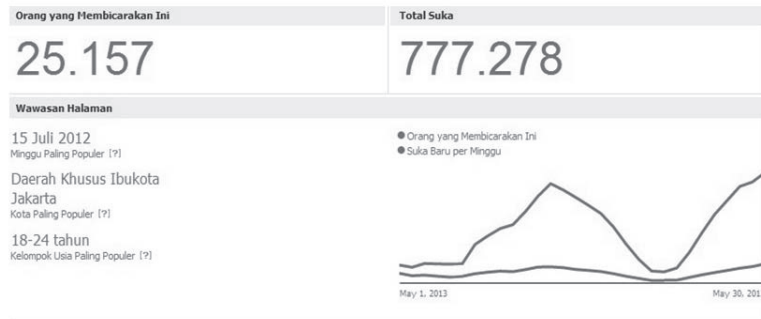 Orang yang Membicarakan Ini
Total Suka
25.157
777.278
Wawasan Halaman
15 Juli 2012
Minggu Paling Populer [?]
Daerah Khusus Ibukota
Jakarta
Kota Paling Populer [?]
18-24 tahun
Kelompok Usia Paling Populer [?]
Orang yang Membicarakan Ini
Suka Baru per Minggu
May 1, 2013
May 30, 201